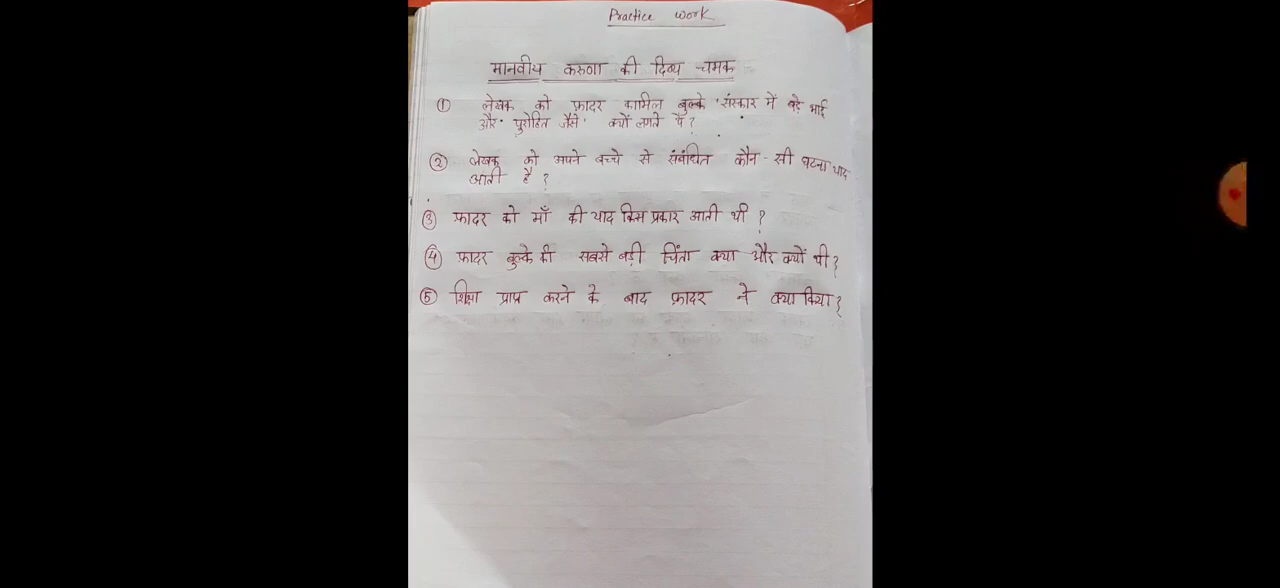 Practice work
मानवीय करुणा की दिव्य चमक
① लेखक को फ़ादर कामिल बुल्के 'संस्कार में बड़े भाई
और पुरोहित जैसे' क्यों लगते थे?
② लेखक को अपने बच्चे से संबंधित कौन-सी घटना याद
आती है?
③ फ़ादर को माँ की याद किस प्रकार आती थी?
④ फ़ादर बुल्के की सबसे बड़ी चिंता क्या और क्यों थी?
⑤ शिक्षा प्राप्त करने के बाद फ़ादर ने क्या किया?